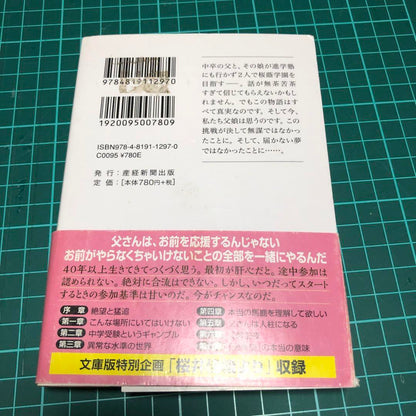 9784819112970
1920095007809
ISBN978-4-8191-1297-0
C0095 ¥780E
発行：産経新聞出版
定価：［本体780円+税］
中卒の父と、その娘が進学塾
にも行かず2人で桜蔭学園を
目指す──。話が無茶苦茶
すぎて信じてもらえないかもし
れません。でもこの物語はす
べて真実なのです。そして今、
私たち父娘は思うのです。この
挑戦が決して無謀ではなかっ
たことに。そして、届かない夢
ではなかったことに……。
父さんは、お前を応援するんじゃない
お前がやらなくちゃいけないことの全部を一緒にやるんだ
40年以上生きてきてつくづく思う。最初が肝心だと。途中参加は
認められない。絶対に合流はできない。しかし、いつだってスタート
するときの参加基準は甘いのだ。今がチャンスなのだ。
序章 絶望と猛追
第一章 こんな場所にいてはいけない
第二章 中学受験というギャンブル
第三章 異常な水準の世界
第四章 本当の馬鹿を理解して欲しい
第五章 父さんは人柱になる
の本当の意味
文庫版特別企画「桜井 」収録